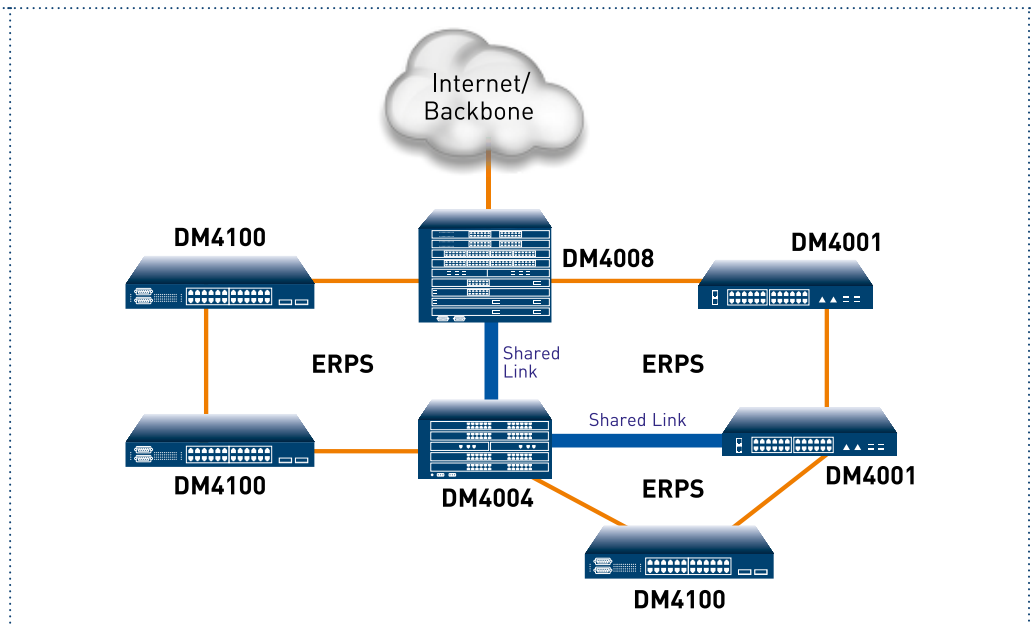 Internet/
Backbone
DM4100
DM4008
DM4001
ERPS
Shared
Link
ERPS
Shared Link
DM4100
DM4004
ERPS
DM4001
DM4100